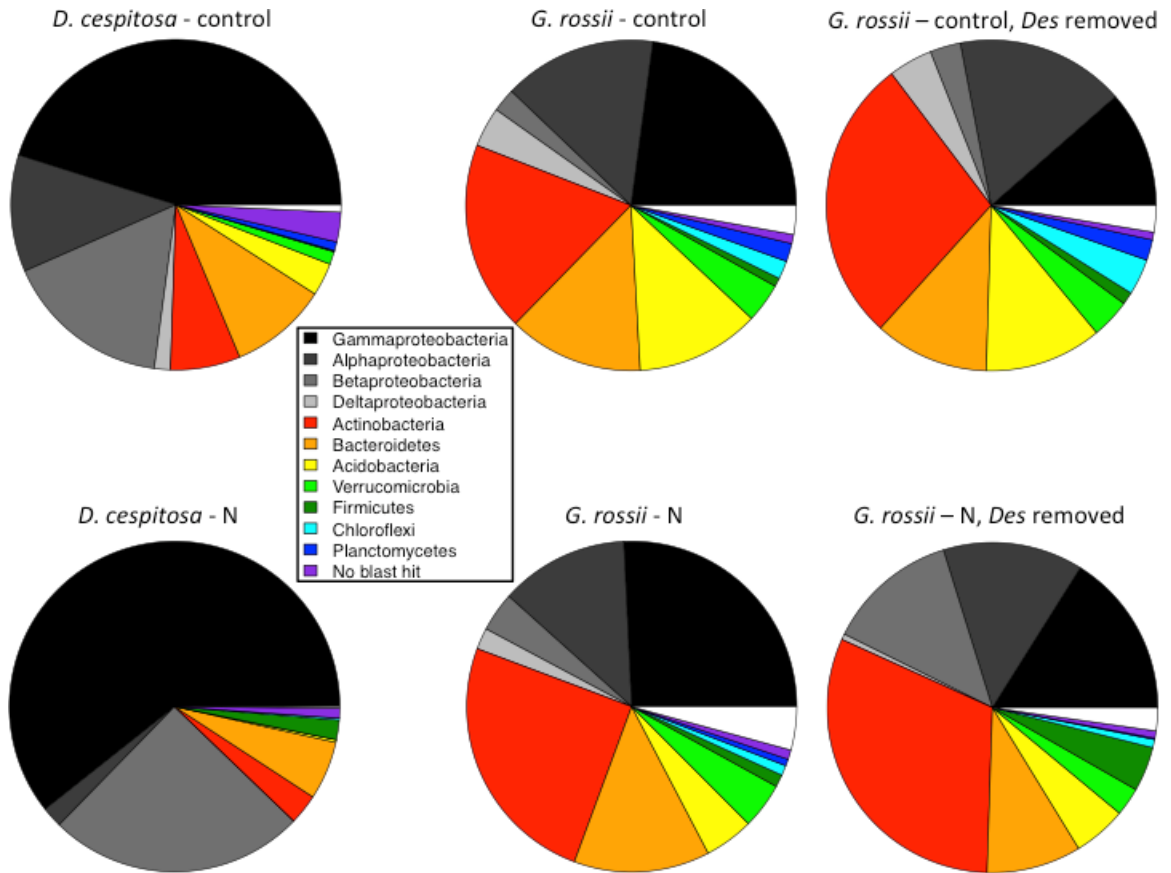 D. cespitosa - control
G. rossii - control
G. rossii – control, Des removed
Gammaproteobacteria
Alphaproteobacteria
Betaproteobacteria
Deltaproteobacteria
Actinobacteria
Bacteroidetes
Acidobacteria
Verrucomicrobia
Firmicutes
Chloroflexi
Planctomycetes
No blast hit
D. cespitosa - N
G. rossii - N
G. rossii – N, Des removed